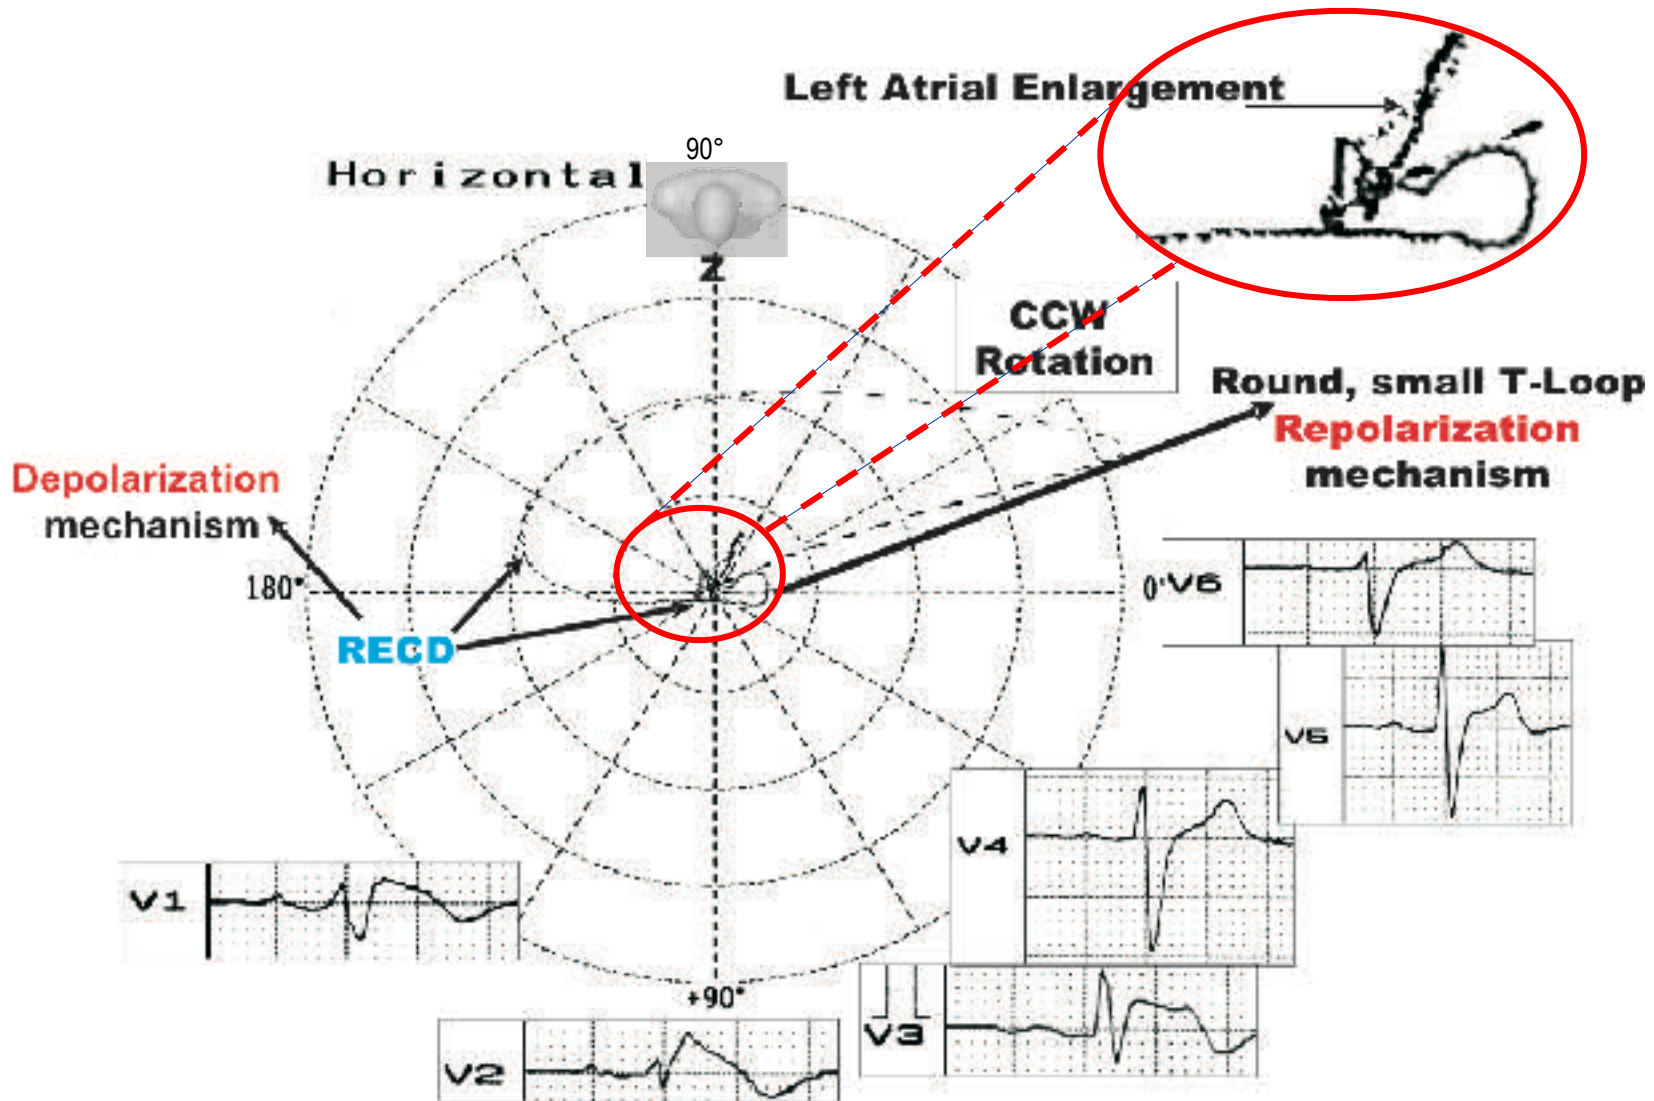 Left Atrial Enlargement
90°
Horizontal
Z
CCW
Rotation
Round, small T-Loop
Repolarization
mechanism
Depolarization
mechanism
180°
0°
V6
RECD
V5
V4
V1
+90°
V3
V2